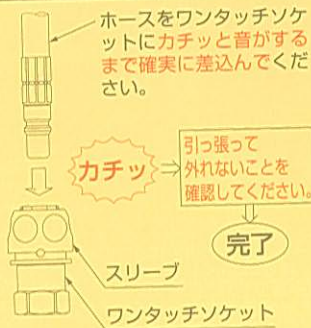 ホースをワンタッチソケ
ットにカチッと音がする
まで確実に差込んでくだ
さい。
カチッ
引っ張って
外れないことを
確認してください。
完了
スリーブ
ワンタッチソケット